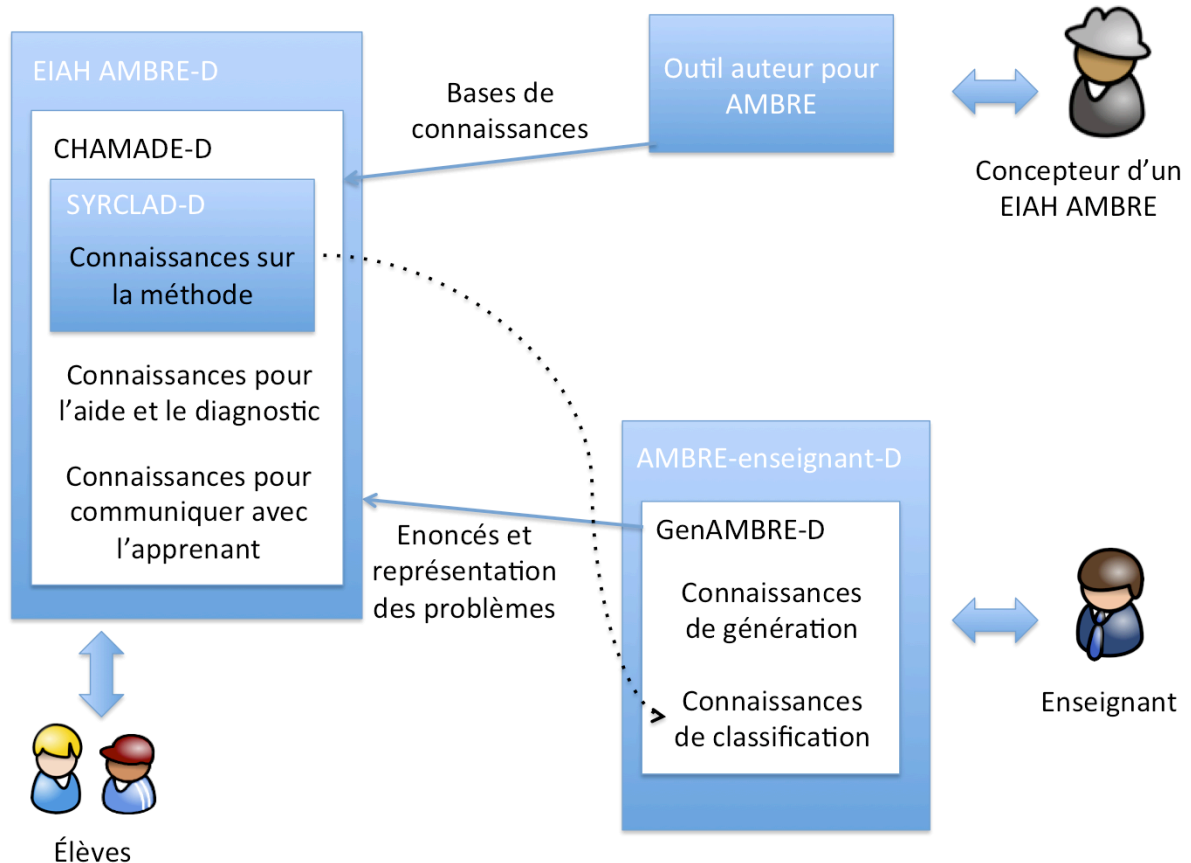 EIAH AMBRE-D
CHAMADE-D
SYRCLAD-D
Connaissances sur
la méthode
Connaissances pour
l’aide et le diagnostic
Connaissances pour
communiquer avec
l’apprenant
Élèves
Bases de
connaissances
Outil auteur pour
AMBRE
Concepteur d’un
EIAH AMBRE
Enoncés et
représentation
des problèmes
AMBRE-enseignant-D
GenAMBRE-D
Connaissances
de génération
Connaissances
de classification
Enseignant